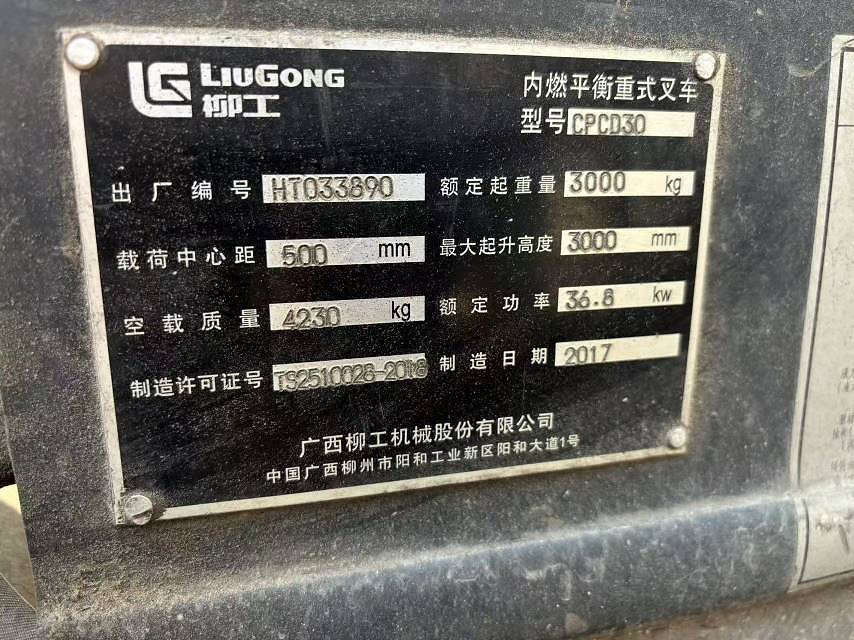 LIUGONG
柳工
内燃平衡重式叉车
型号 CPCD30
出厂编号 HT033890 额定起重量 3000 kg
载荷中心距 500 mm 最大起升高度 3000 mm
空载质量 4230 kg 额定功率 36.8 kw
制造许可证号 TS2510028-2018 制造日期 2017
广西柳工机械股份有限公司
中国广西柳州市阳和工业新区阳和大道1号